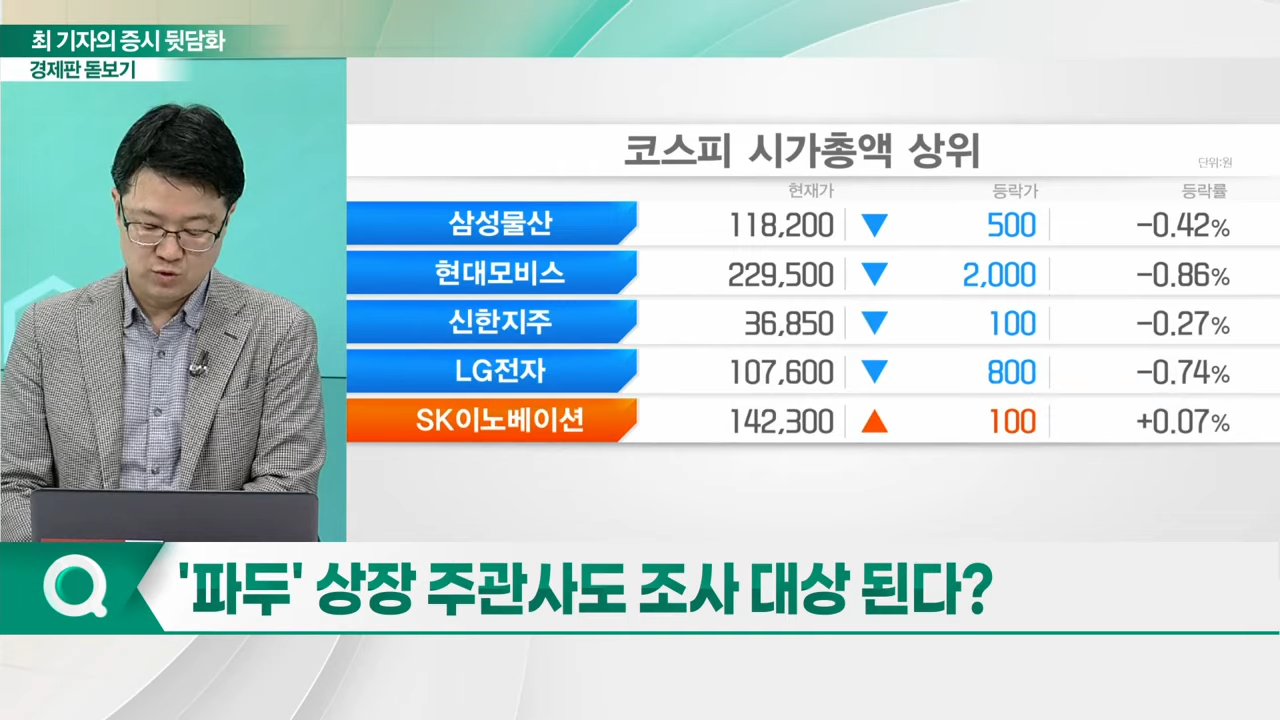 최 기자의 증시 뒷담화
경제판 돋보기
코스피 시가총액 상위
단위:원
현재가 등락가 등락률
삼성물산 118,200 ▼ 500 -0.42%
현대모비스 229,500 ▼ 2,000 -0.86%
신한지주 36,850 ▼ 100 -0.27%
LG전자 107,600 ▼ 800 -0.74%
SK이노베이션 142,300 ▲ 100 +0.07%
'파두' 상장 주관사도 조사 대상 된다?